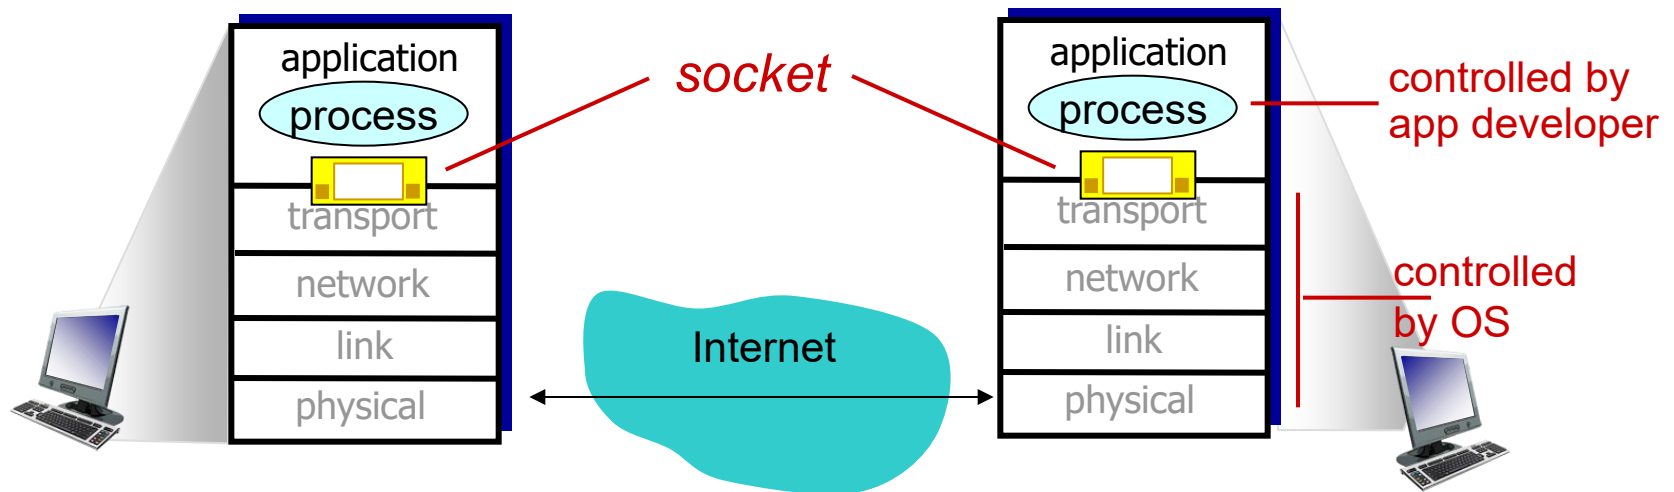 application
process
transport
network
link
physical
socket
Internet
application
process
transport
network
link
physical
controlled by
app developer
controlled
by OS